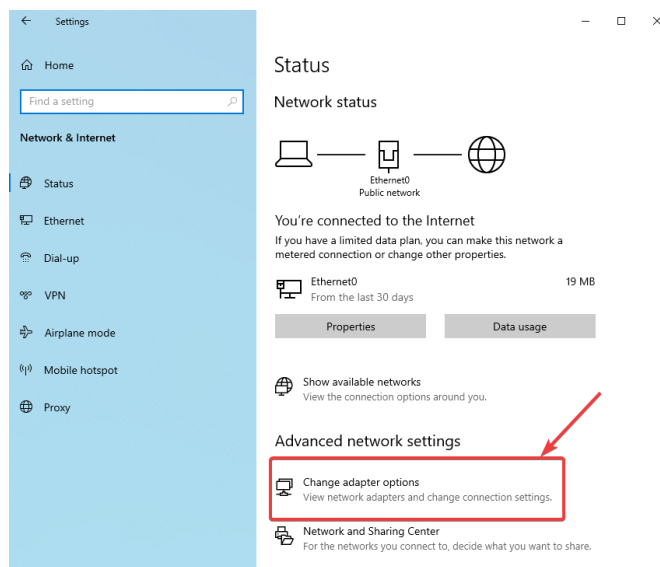 Settings
Home
Find a setting
Network & Internet
Status
Ethernet
Dial-up
VPN
Airplane mode
Mobile hotspot
Proxy
Status
Network status
Ethernet0
Public network
You're connected to the Internet
If you have a limited data plan, you can make this network a
metered connection or change other properties.
Ethernet0 19 MB
From the last 30 days
Properties Data usage
Show available networks
View the connection options around you.
Advanced network settings
Change adapter options
View network adapters and change connection settings.
Network and Sharing Center
For the networks you connect to, decide what you want to share.